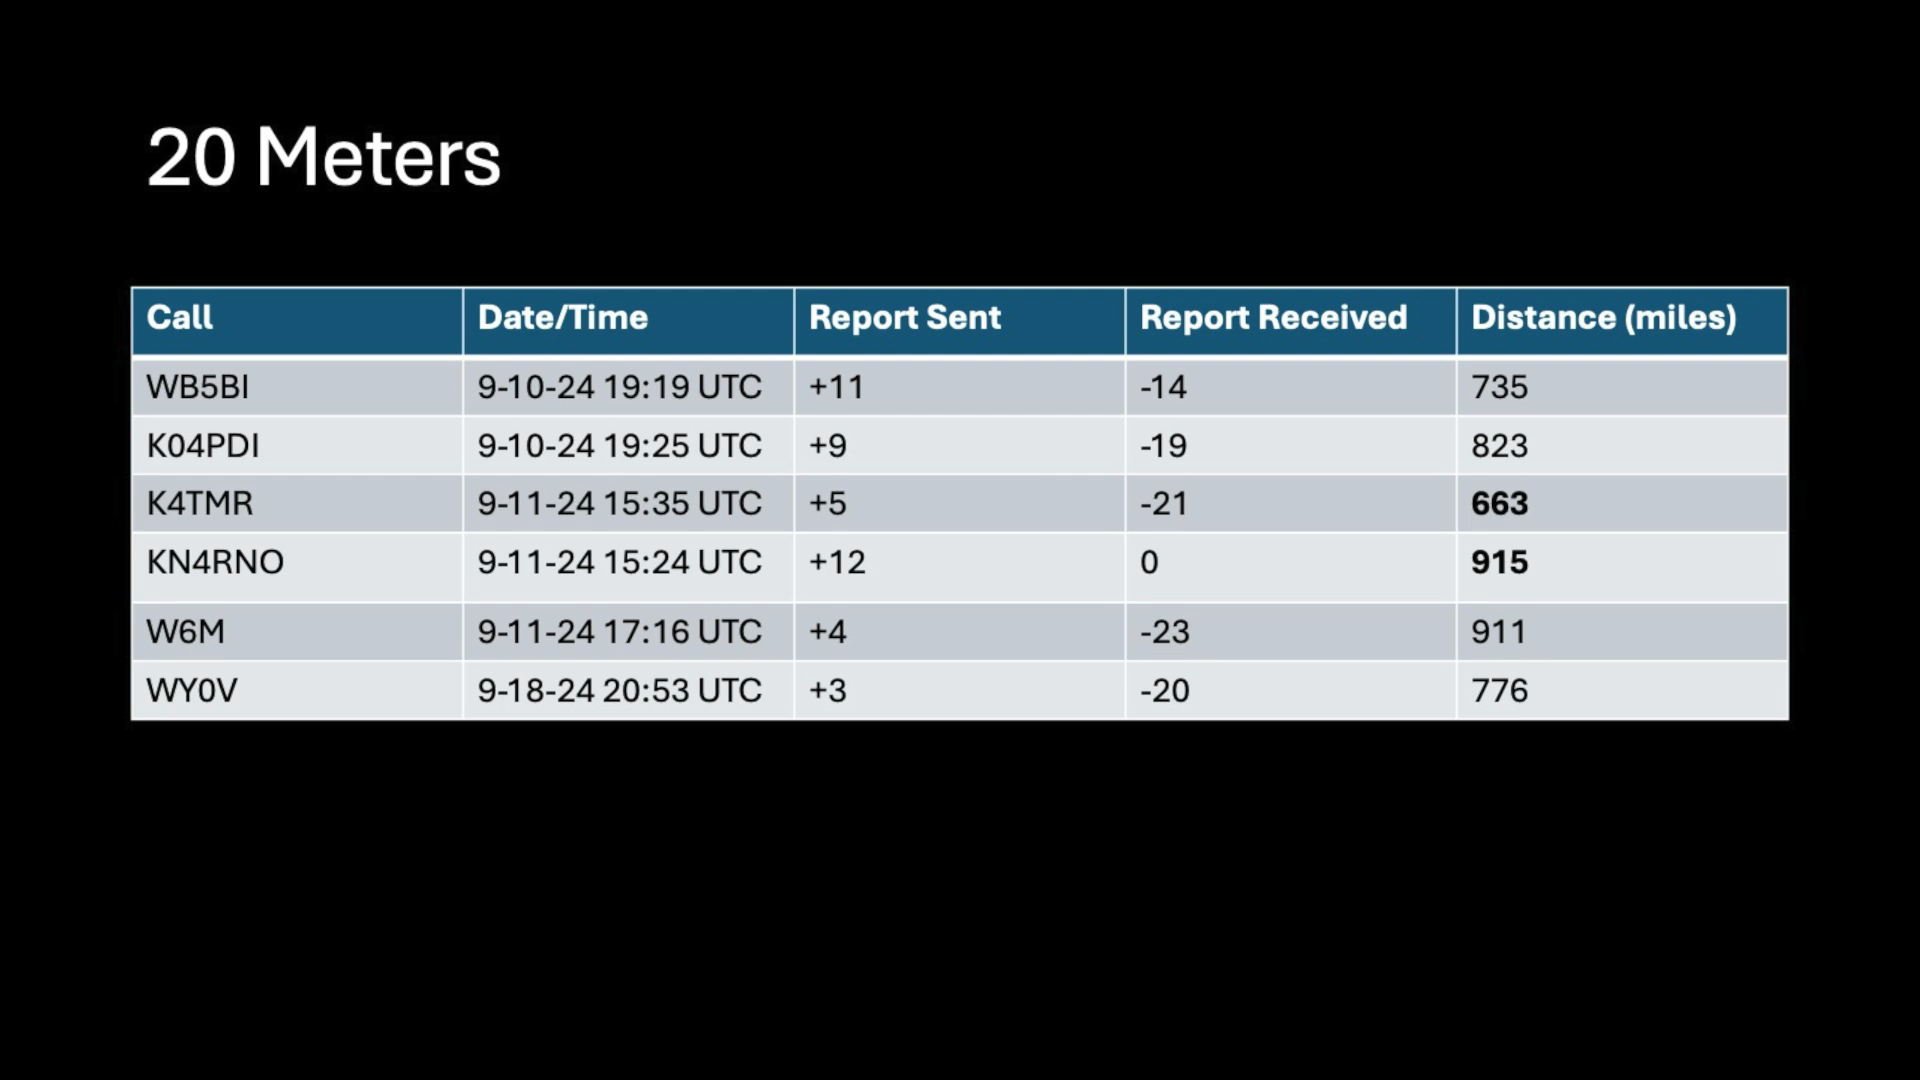 20 Meters
Call Date/Time Report Sent Report Received Distance (miles)
WB5BI 9-10-24 19:19 UTC +11 -14 735
K04PDI 9-10-24 19:25 UTC +9 -19 823
K4TMR 9-11-24 15:35 UTC +5 -21 663
KN4RNO 9-11-24 15:24 UTC +12 0 915
W6M 9-11-24 17:16 UTC +4 -23 911
WY0V 9-18-24 20:53 UTC +3 -20 776